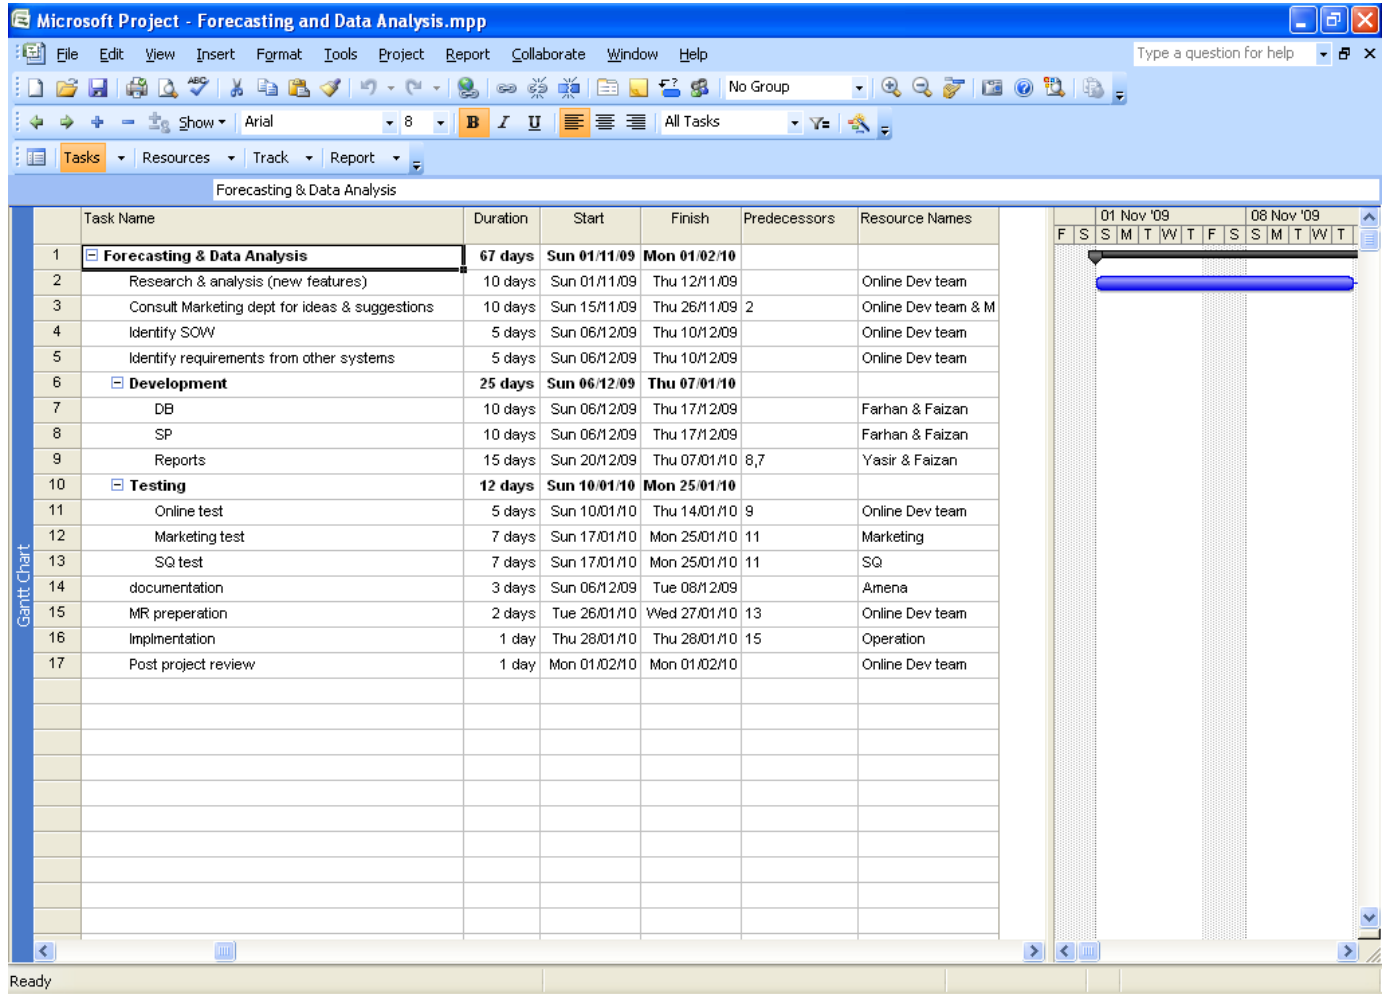 Microsoft Project - Forecasting and Data Analysis.mpp
File Edit View Insert Format Tools Project Report Collaborate Window Help Type a question for help
No Group
Show Arial 8 B I U All Tasks
Tasks Resources Track Report
Forecasting & Data Analysis
Task Name Duration Start Finish Predecessors Resource Names 01 Nov '09 08 Nov '09
F S S M T W T F S S M T W T
1 Forecasting & Data Analysis 67 days Sun 01/11/09 Mon 01/02/10
2 Research & analysis (new features) 10 days Sun 01/11/09 Thu 12/11/09 Online Dev team
3 Consult Marketing dept for ideas & suggestions 10 days Sun 15/11/09 Thu 26/11/09 2 Online Dev team & M
4 Identify SOW 5 days Sun 06/12/09 Thu 10/12/09 Online Dev team
5 Identify requirements from other systems 5 days Sun 06/12/09 Thu 10/12/09 Online Dev team
6 Development 25 days Sun 06/12/09 Thu 07/01/10
7 DB 10 days Sun 06/12/09 Thu 17/12/09 Farhan & Faizan
8 SP 10 days Sun 06/12/09 Thu 17/12/09 Farhan & Faizan
9 Reports 15 days Sun 20/12/09 Thu 07/01/10 8,7 Yasir & Faizan
10 Testing 12 days Sun 10/01/10 Mon 25/01/10
11 Online test 5 days Sun 10/01/10 Thu 14/01/10 9 Online Dev team
12 Marketing test 7 days Sun 17/01/10 Mon 25/01/10 11 Marketing
13 SQ test 7 days Sun 17/01/10 Mon 25/01/10 11 SQ
14 documentation 3 days Sun 06/12/09 Tue 08/12/09 Amena
15 MR preperation 2 days Tue 26/01/10 Wed 27/01/10 13 Online Dev team
16 Implmentation 1 day Thu 28/01/10 Thu 28/01/10 15 Operation
17 Post project review 1 day Mon 01/02/10 Mon 01/02/10 Online Dev team
Gantt Chart
Ready